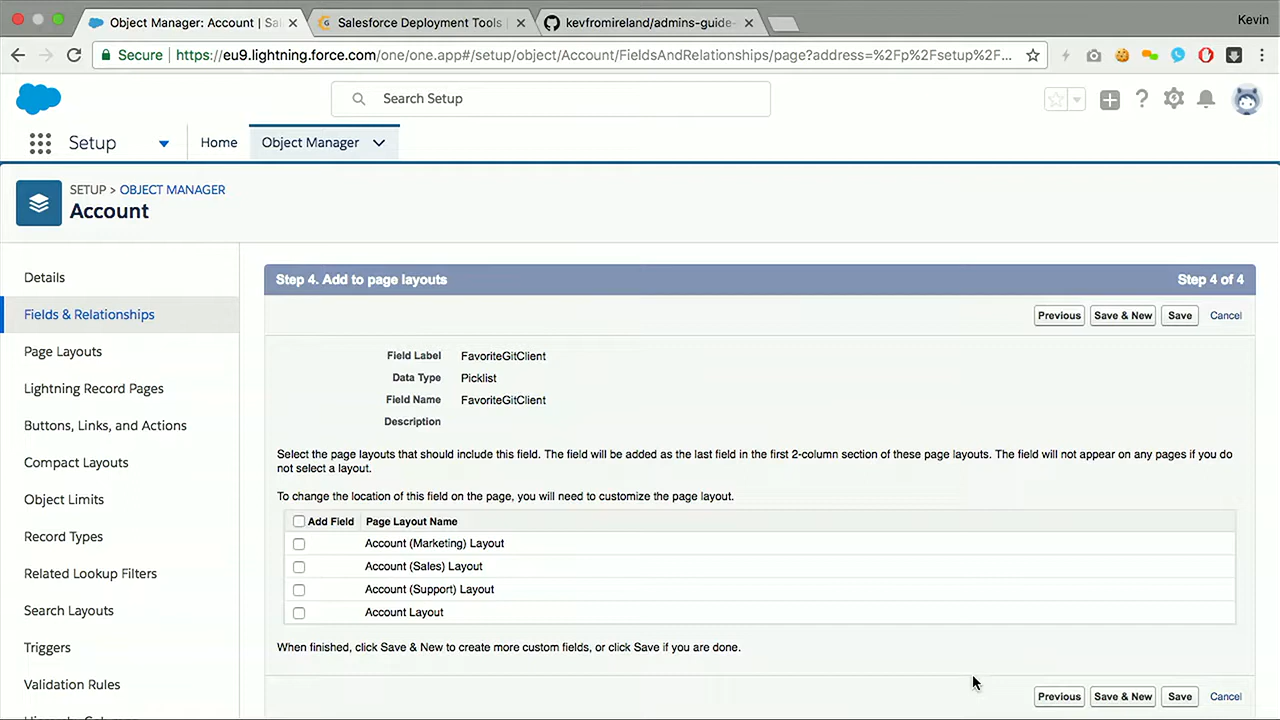 Object Manager: Account | Sal
Salesforce Deployment Tools |
kevfromireland/admins-guide-
Kevin
Secure | https://eu9.lightning.force.com/one/one.app#/setup/object/Account/FieldsAndRelationships/page?address=%2Fp%2Fsetup%2F...
Search Setup
Setup
Home
Object Manager
SETUP > OBJECT MANAGER
Account
Details
Fields & Relationships
Page Layouts
Lightning Record Pages
Buttons, Links, and Actions
Compact Layouts
Object Limits
Record Types
Related Lookup Filters
Search Layouts
Triggers
Validation Rules
Step 4. Add to page layouts
Step 4 of 4
Previous
Save & New
Save
Cancel
Field Label FavoriteGitClient
Data Type Picklist
Field Name FavoriteGitClient
Description
Select the page layouts that should include this field. The field will be added as the last field in the first 2-column section of these page layouts. The field will not appear on any pages if you do
not select a layout.
To change the location of this field on the page, you will need to customize the page layout.
Add Field Page Layout Name
Account (Marketing) Layout
Account (Sales) Layout
Account (Support) Layout
Account Layout
When finished, click Save & New to create more custom fields, or click Save if you are done.
Previous
Save & New
Save
Cancel